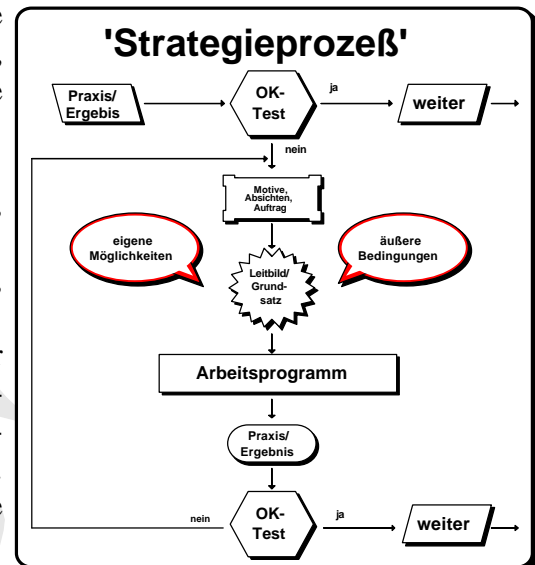 'Strategieprozeß'
Praxis/
Ergebis
OK-
Test
ja
weiter
nein
Motive,
Absichten,
Auftrag
eigene
Möglichkeiten
äußere
Bedingungen
Leitbild/
Grund-
satz
Arbeitsprogramm
Praxis/
Ergebnis
nein
OK-
Test
ja
weiter